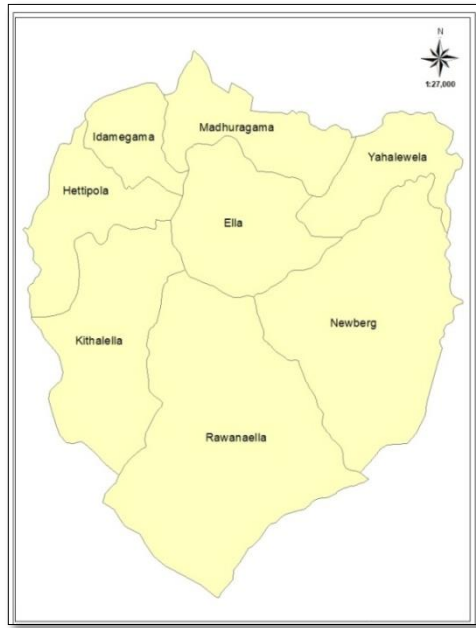 N
1:27,000
Madhuragama
Idamegama
Yahalewela
Hettipola
Ella
Newberg
Kithalella
Rawanaella